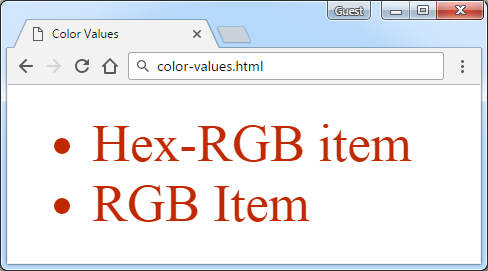 Guest
Color Values
color-values.html
Hex-RGB item
RGB Item